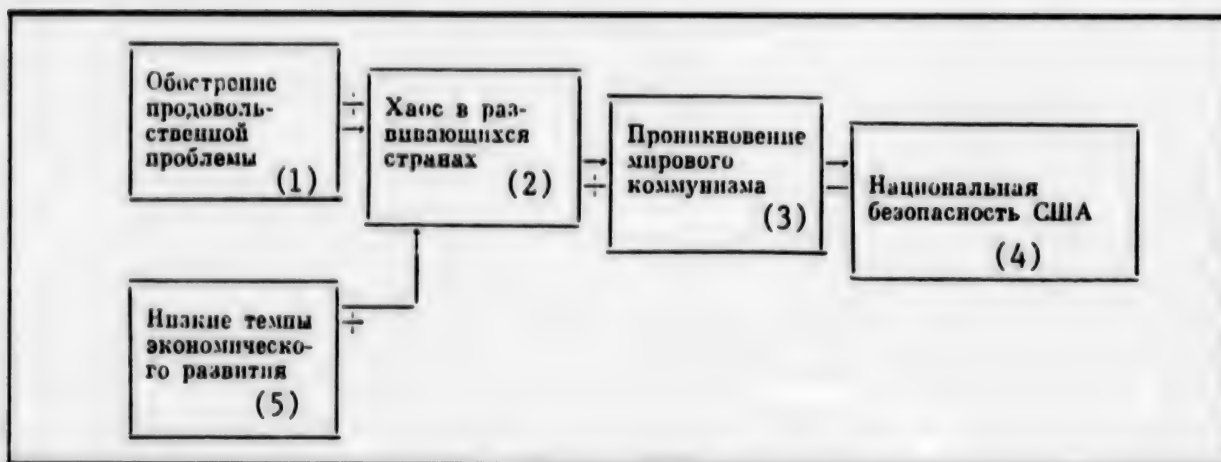 Обострение
продоволь-
ственной
проблемы
(1)
Хаос в раз-
вивающихся
странах
(2)
Проникновение
мирового
коммунизма
(3)
Национальная
безопасность США
(4)
Низкие темпы
экономическо-
го развития
(5)